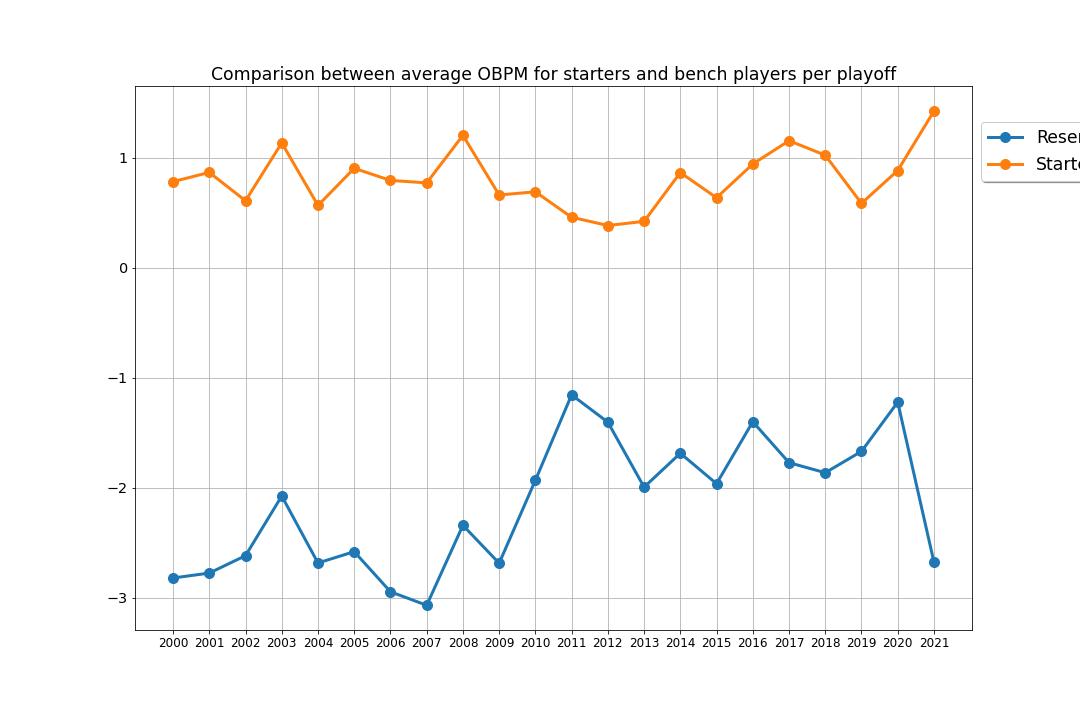 Comparison between average OBPM for starters and bench players per playoff
Reser
Starte
1
0
−1
−2
−3
2000 2001 2002 2003 2004 2005 2006 2007 2008 2009 2010 2011 2012 2013 2014 2015 2016 2017 2018 2019 2020 2021